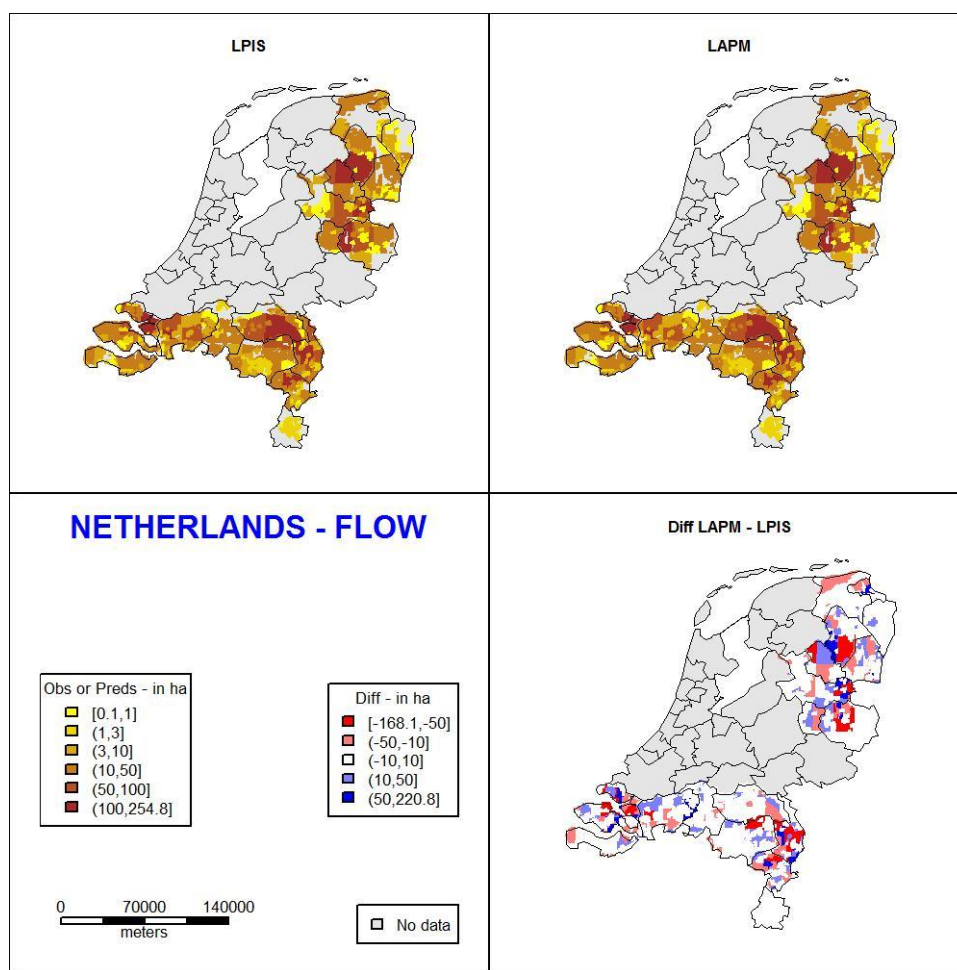 LPIS
LAPM
NETHERLANDS - FLOW
Diff LAPM - LPIS
Obs or Preds - in ha
[0.1,1]
(1,3]
(3,10]
(10,50]
(50,100]
(100,254.8]
Diff - in ha
[-168.1,-50]
(-50,-10]
(-10,10]
(10,50]
(50,220.8]
0 70000 140000
meters
No data